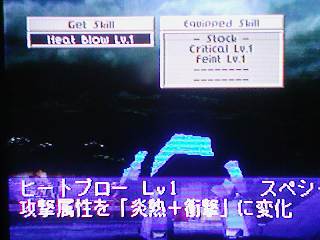 Get Skill
Heat Blow Lv.1
Equipped Skill
— Stock —
Critical Lv.1
Feint Lv.1
--------
--------
ヒートブロー Lv1 スペシ
攻撃属性を「炎熱+衝撃」に変化